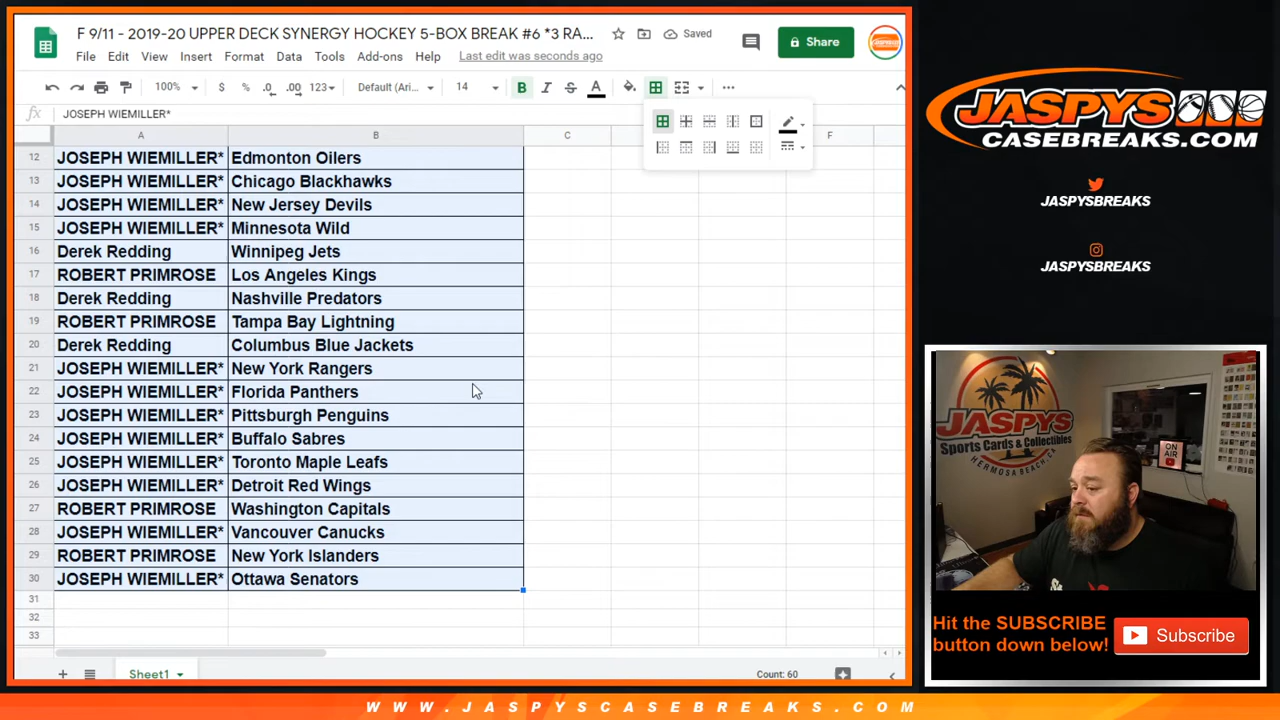 F 9/11 - 2019-20 UPPER DECK SYNERGY HOCKEY 5-BOX BREAK #6 *3 RA...
Saved
Share
File Edit View Insert Format Data Tools Add-ons Help Last edit was seconds ago
100% $ % .0 .00 123 Default (Ari... 14 B I S A ...
fx JOSEPH WIEMILLER*
A B C F
12 JOSEPH WIEMILLER* Edmonton Oilers
13 JOSEPH WIEMILLER* Chicago Blackhawks
14 JOSEPH WIEMILLER* New Jersey Devils
15 JOSEPH WIEMILLER* Minnesota Wild
16 Derek Redding Winnipeg Jets
17 ROBERT PRIMROSE Los Angeles Kings
18 Derek Redding Nashville Predators
19 ROBERT PRIMROSE Tampa Bay Lightning
20 Derek Redding Columbus Blue Jackets
21 JOSEPH WIEMILLER* New York Rangers
22 JOSEPH WIEMILLER* Florida Panthers
23 JOSEPH WIEMILLER* Pittsburgh Penguins
24 JOSEPH WIEMILLER* Buffalo Sabres
25 JOSEPH WIEMILLER* Toronto Maple Leafs
26 JOSEPH WIEMILLER* Detroit Red Wings
27 ROBERT PRIMROSE Washington Capitals
28 JOSEPH WIEMILLER* Vancouver Canucks
29 ROBERT PRIMROSE New York Islanders
30 JOSEPH WIEMILLER* Ottawa Senators
31
32
33
Sheet1
Count: 60
JASPYS
CASEBREAKS.COM
JASPYSBREAKS
JASPYSBREAKS
JASPYS
Sports Cards & Collectibles
HERMOSA BEACH, CA
ON AIR
Hit the SUBSCRIBE
button down below!
Subscribe
WWW.JASPYSCASEBREAKS.COM